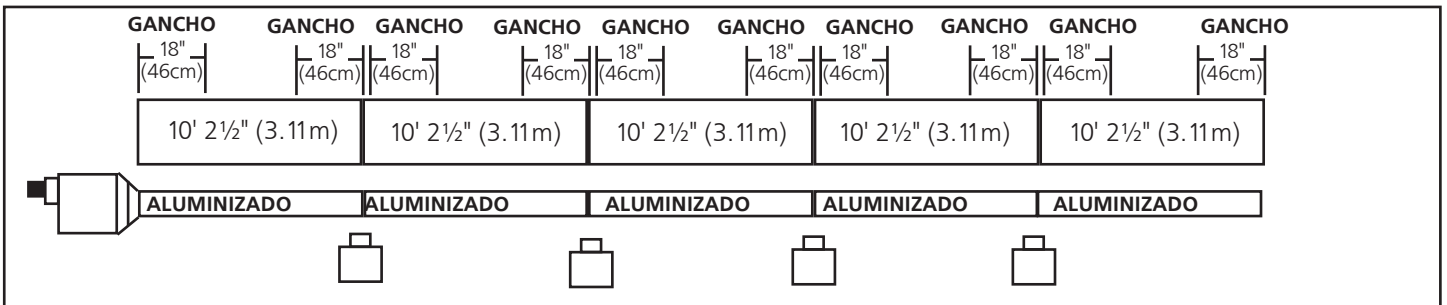 GANCHO GANCHO GANCHO GANCHO GANCHO GANCHO GANCHO GANCHO GANCHO GANCHO
18" 18" 18" 18" 18" 18" 18" 18" 18" 18"
(46cm) (46cm) (46cm) (46cm) (46cm) (46cm) (46cm) (46cm) (46cm) (46cm)
10' 2½" (3.11m) 10' 2½" (3.11m) 10' 2½" (3.11m) 10' 2½" (3.11m) 10' 2½" (3.11m)
ALUMINIZADO ALUMINIZADO ALUMINIZADO ALUMINIZADO ALUMINIZADO